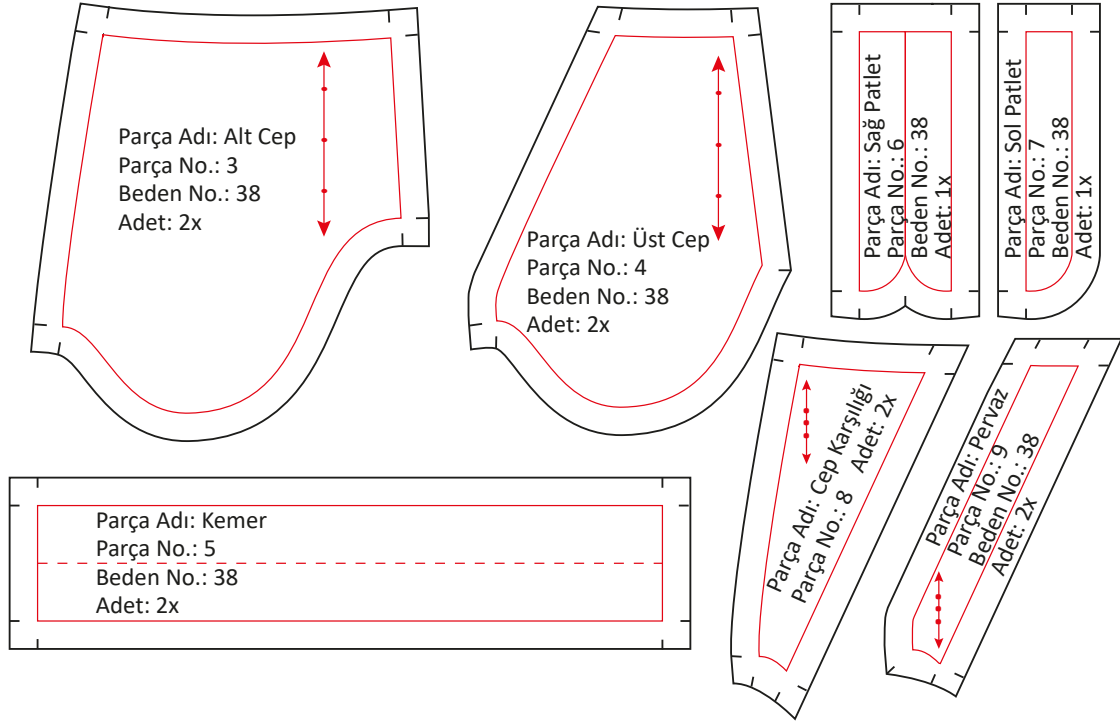 Parça Adı: Alt Cep
Parça No.: 3
Beden No.: 38
Adet: 2x
Parça Adı: Üst Cep
Parça No.: 4
Beden No.: 38
Adet: 2x
Parça Adı: Sağ Patlet
Parça No.: 6
Beden No.: 38
Adet: 1x
Parça Adı: Sol Patlet
Parça No.: 7
Beden No.: 38
Adet: 1x
Parça Adı: Kemer
Parça No.: 5
Beden No.: 38
Adet: 2x
Parça Adı: Cep Karşılığı
Parça No.: 8 Adet: 2x
Parça Adı: Pervaz
Parça No.: 9
Beden No.: 38
Adet: 2x